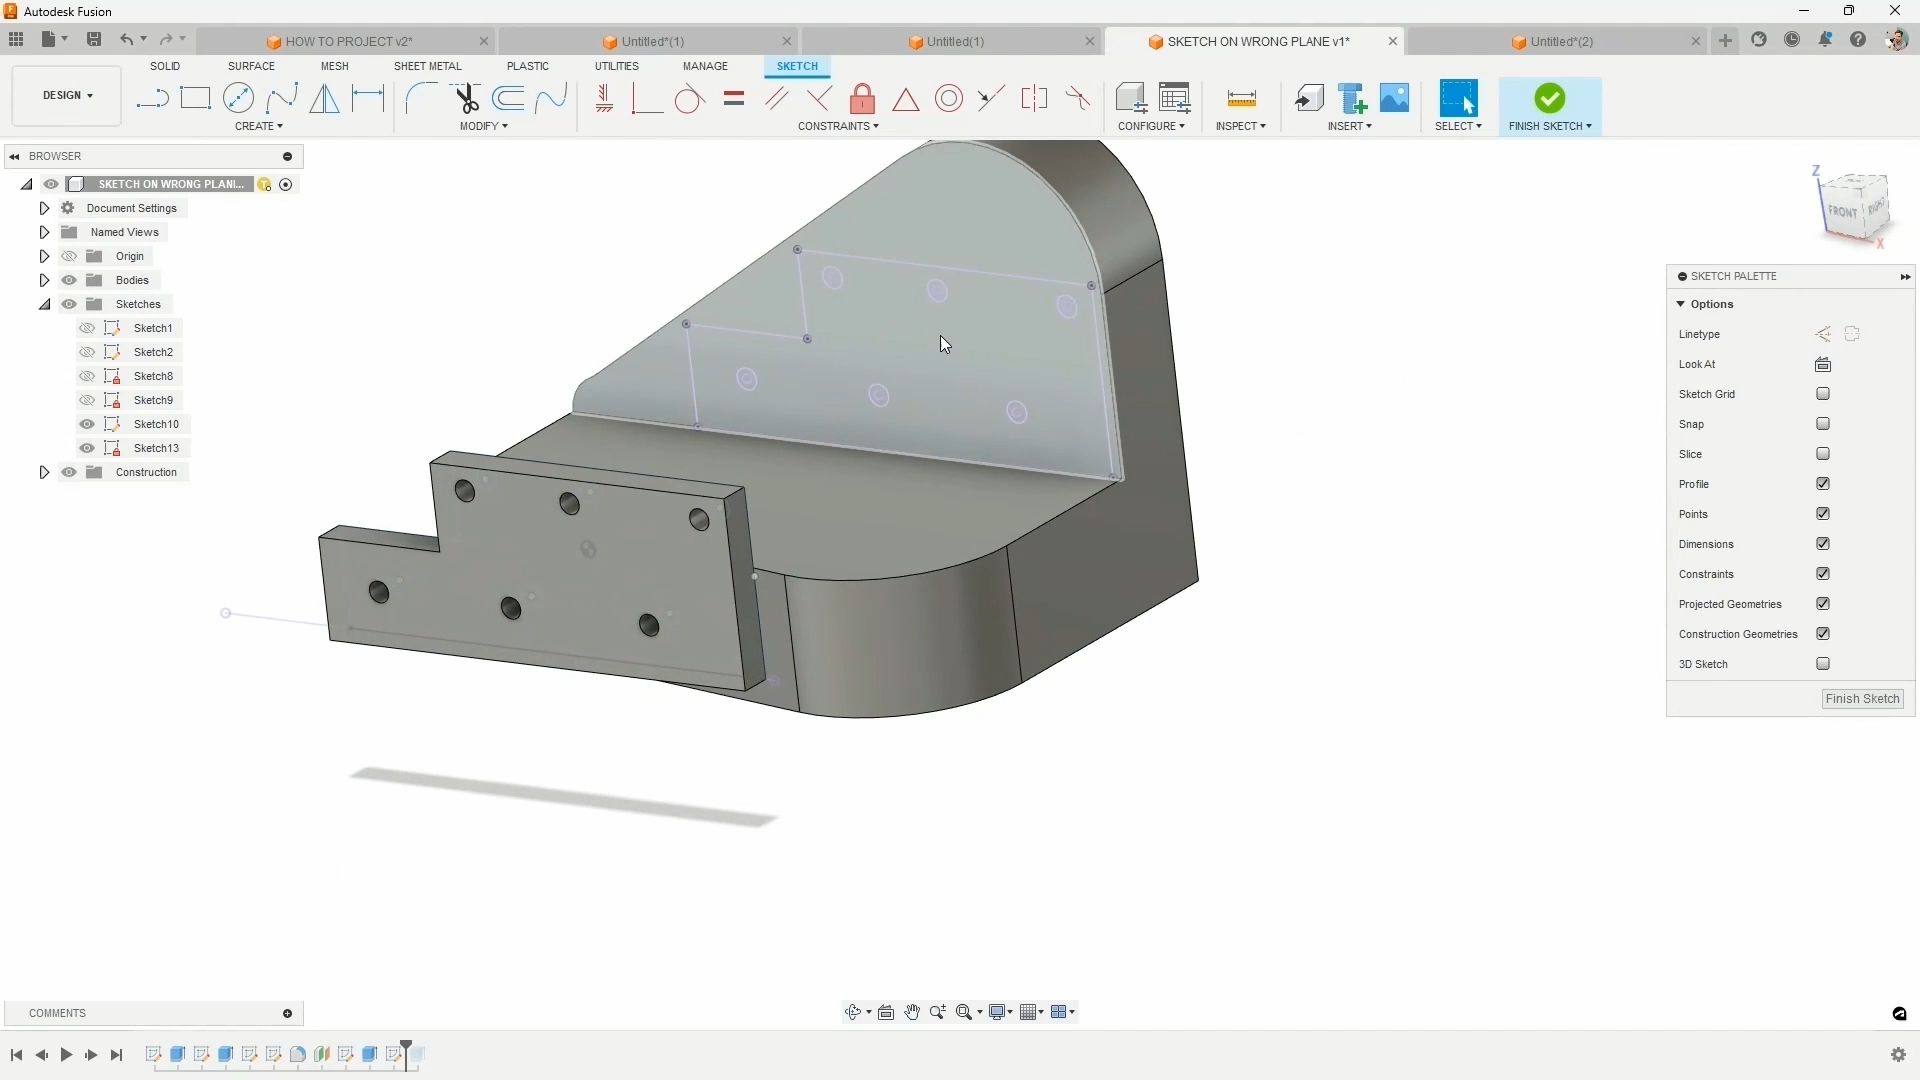 Autodesk Fusion
HOW TO PROJECT v2*
Untitled*(1)
Untitled(1)
SKETCH ON WRONG PLANE v1*
Untitled*(2)
DESIGN
SOLID
SURFACE
MESH
SHEET METAL
PLASTIC
UTILITIES
MANAGE
SKETCH
CREATE
MODIFY
CONSTRAINTS
CONFIGURE
INSPECT
INSERT
SELECT
FINISH SKETCH
BROWSER
SKETCH ON WRONG PLANI...
Document Settings
Named Views
Origin
Bodies
Sketches
Sketch1
Sketch2
Sketch8
Sketch9
Sketch10
Sketch13
Construction
Z
FRONT
RIGHT
X
SKETCH PALETTE
Options
Linetype
Look At
Sketch Grid
Snap
Slice
Profile
Points
Dimensions
Constraints
Projected Geometries
Construction Geometries
3D Sketch
Finish Sketch
COMMENTS